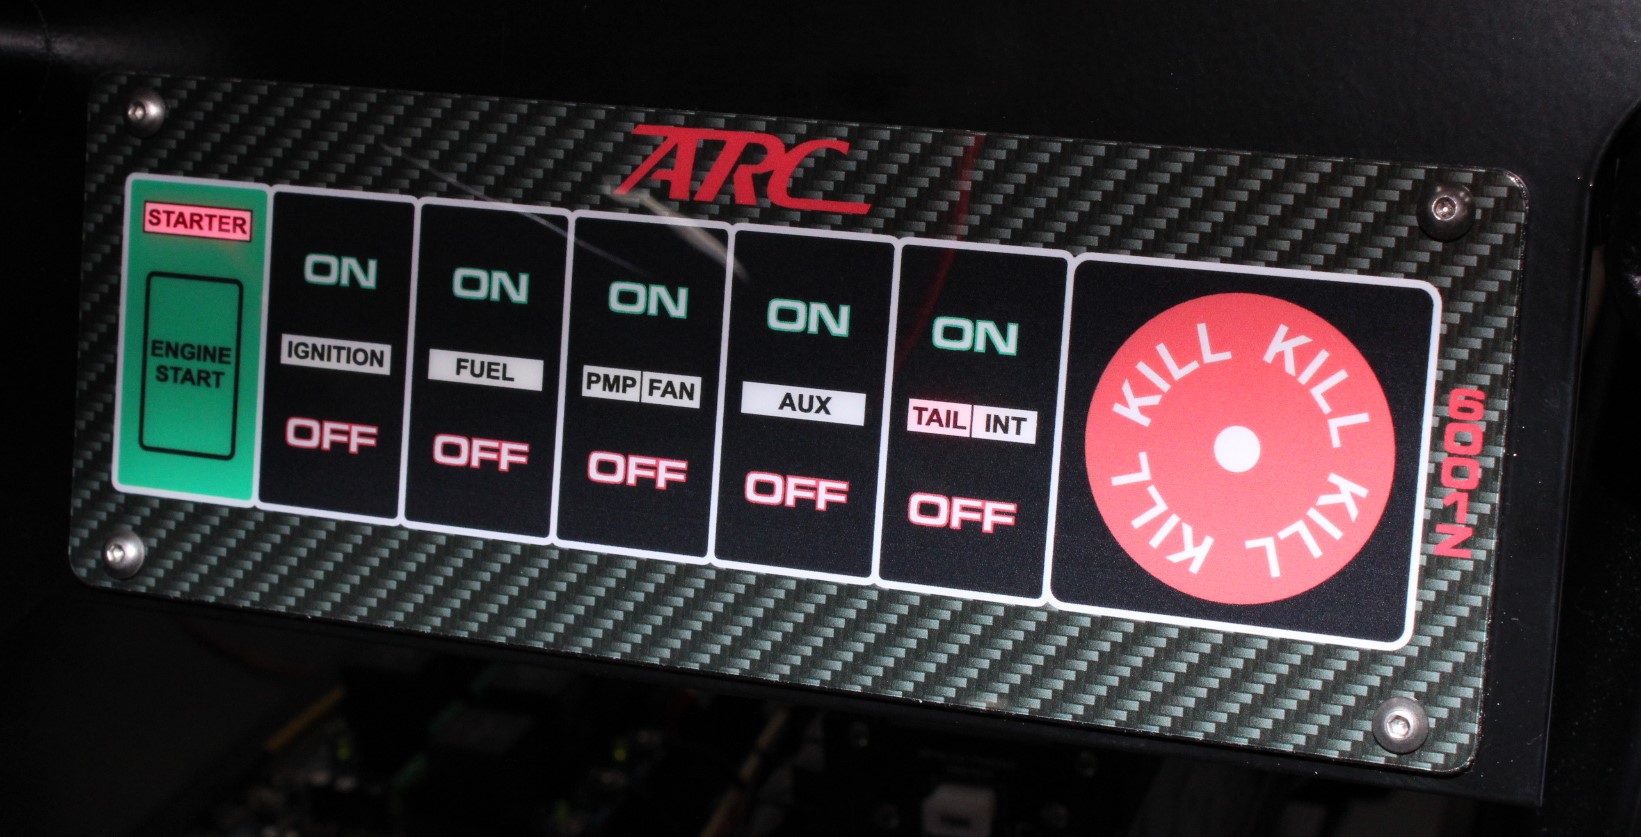 ARC
STARTER
ENGINE
START
ON
IGNITION
OFF
ON
FUEL
OFF
ON
PMP FAN
OFF
ON
AUX
OFF
ON
TAIL INT
OFF
KILL KILL KILL KILL